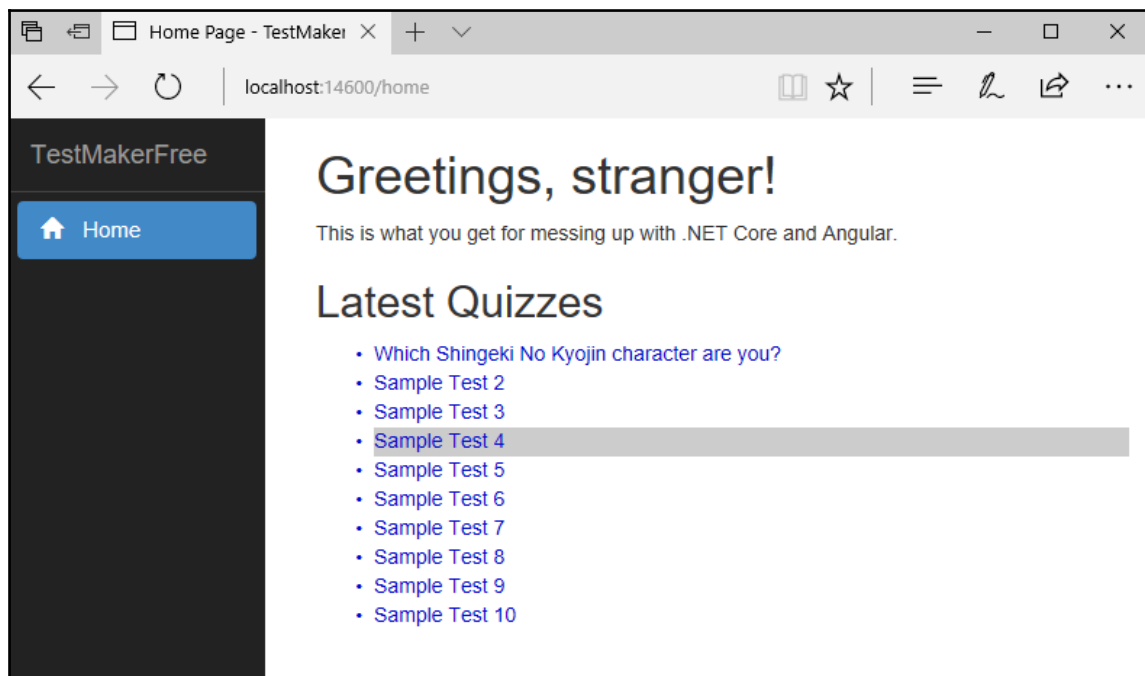 Home Page - TestMaker
localhost:14600/home
TestMakerFree
Home
Greetings, stranger!
This is what you get for messing up with .NET Core and Angular.
Latest Quizzes
• Which Shingeki No Kyojin character are you?
• Sample Test 2
• Sample Test 3
• Sample Test 4
• Sample Test 5
• Sample Test 6
• Sample Test 7
• Sample Test 8
• Sample Test 9
• Sample Test 10